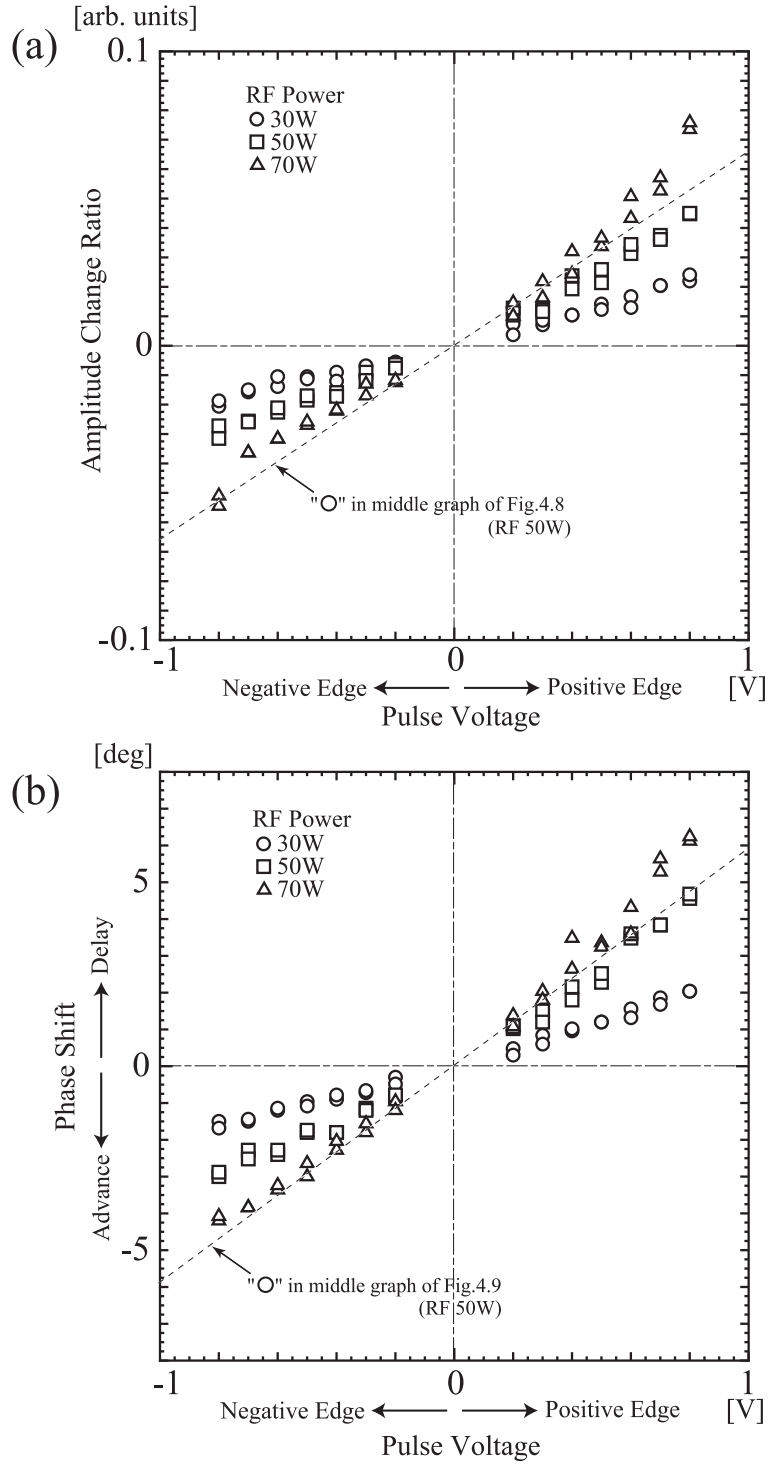 [arb. units]
(a)
0.1
RF Power
30W
50W
70W
Amplitude Change Ratio
0
"○" in middle graph of Fig.4.8
(RF 50W)
-0.1
-1 0 1
Negative Edge Positive Edge [V]
Pulse Voltage
[deg]
(b)
RF Power
30W
50W
70W
5
Delay
Phase Shift
0
Advance
-5
"○" in middle graph of Fig.4.9
(RF 50W)
-1 0 1
Negative Edge Positive Edge [V]
Pulse Voltage